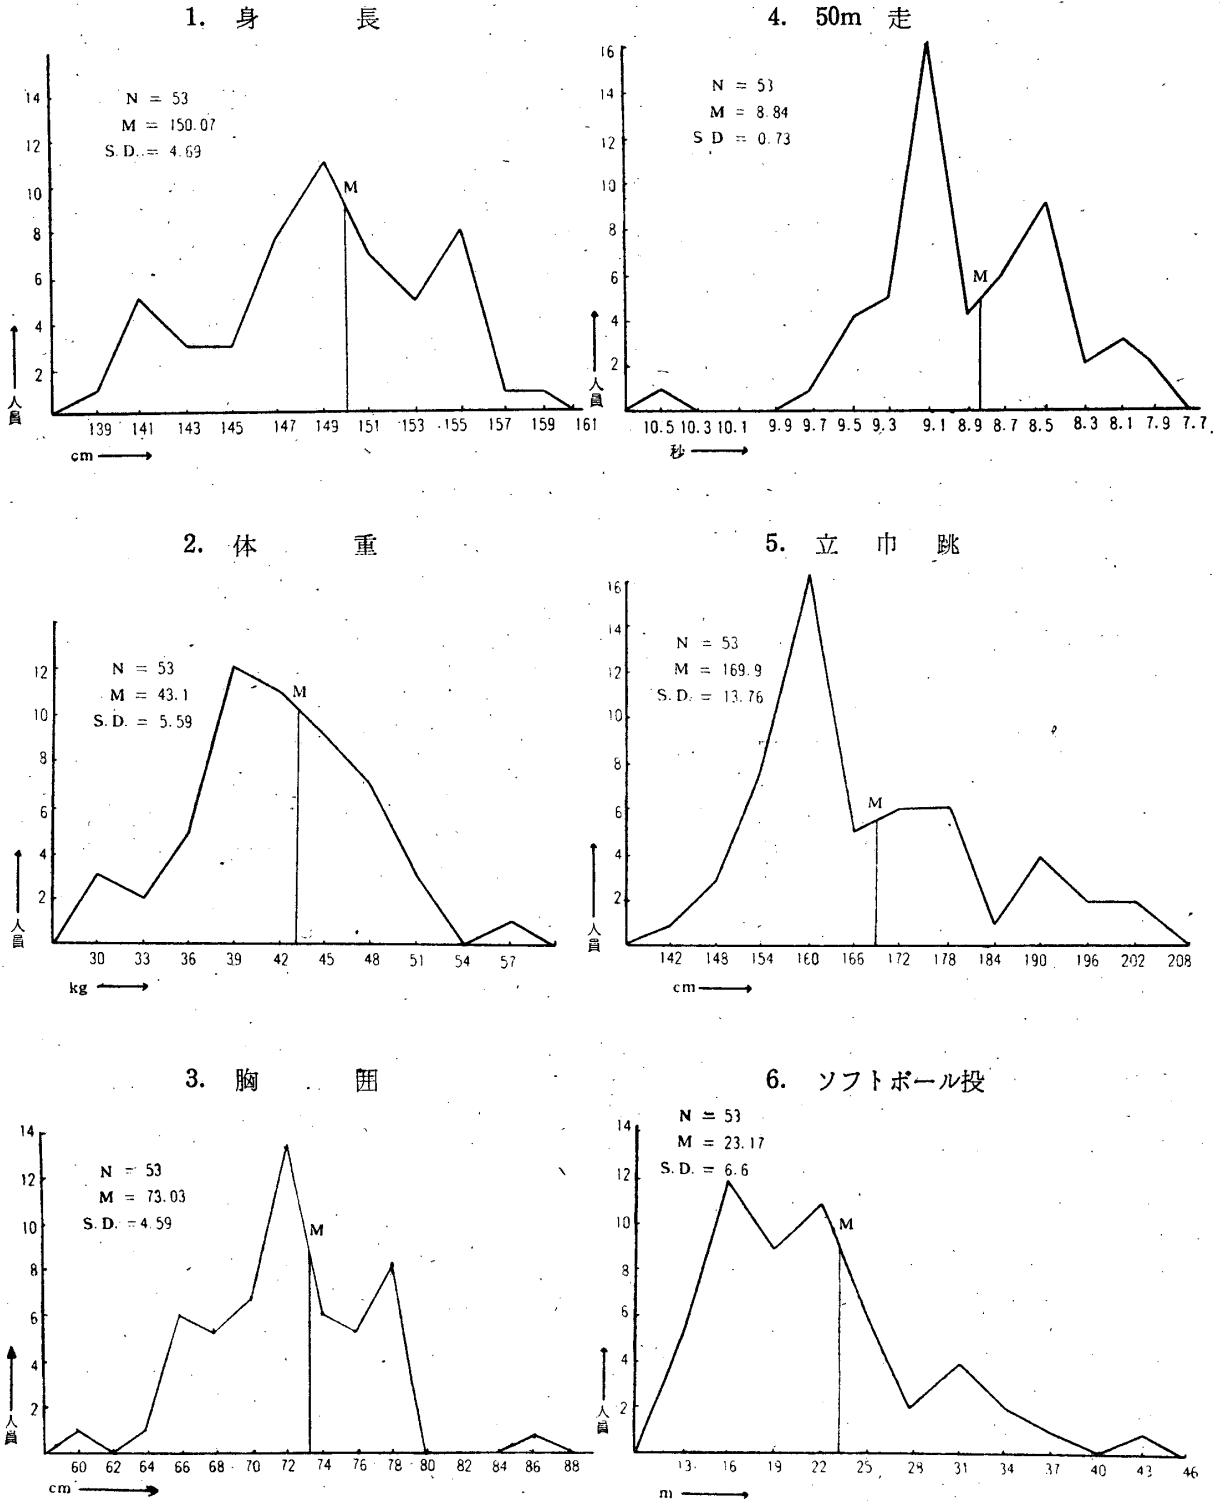 1. 身長
14
12
10
8
6
4
2
N = 53
M = 150.07
S.D. = 4.69
M
人員
139 141 143 145 147 149 151 153 155 157 159 161
cm
2. 体重
12
10
8
6
4
2
N = 53
M = 43.1
S.D. = 5.59
M
人員
30 33 36 39 42 45 48 51 54 57
kg
3. 胸囲
14
12
10
8
6
4
2
N = 53
M = 73.03
S.D. = 4.59
M
人員
60 62 64 66 68 70 72 74 76 78 80 82 84 86 88
cm
4. 50m走
16
14
12
10
8
6
4
2
N = 53
M = 8.84
S D = 0.73
M
人員
10.5 10.3 10.1 9.9 9.7 9.5 9.3 9.1 8.9 8.7 8.5 8.3 8.1 7.9 7.7
秒
5. 立巾跳
16
14
12
10
8
6
4
2
N = 53
M = 169.9
S.D. = 13.76
M
人員
142 148 154 160 166 172 178 184 190 196 202 208
cm
6. ソフトボール投
14
12
10
8
6
4
2
N = 53
M = 23.17
S.D. = 6.6
M
人員
13 16 19 22 25 28 31 34 37 40 43 46
m